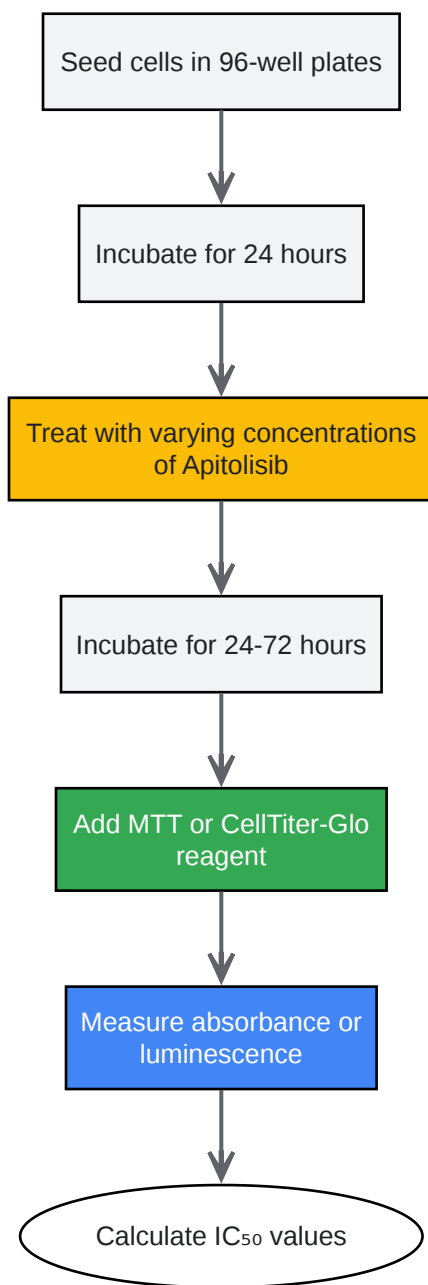 Seed cells in 96-well plates
Incubate for 24 hours
Treat with varying concentrations
of Apitolisib
Incubate for 24-72 hours
Add MTT or CellTiter-Glo
reagent
Measure absorbance or
luminescence
Calculate IC₅₀ values